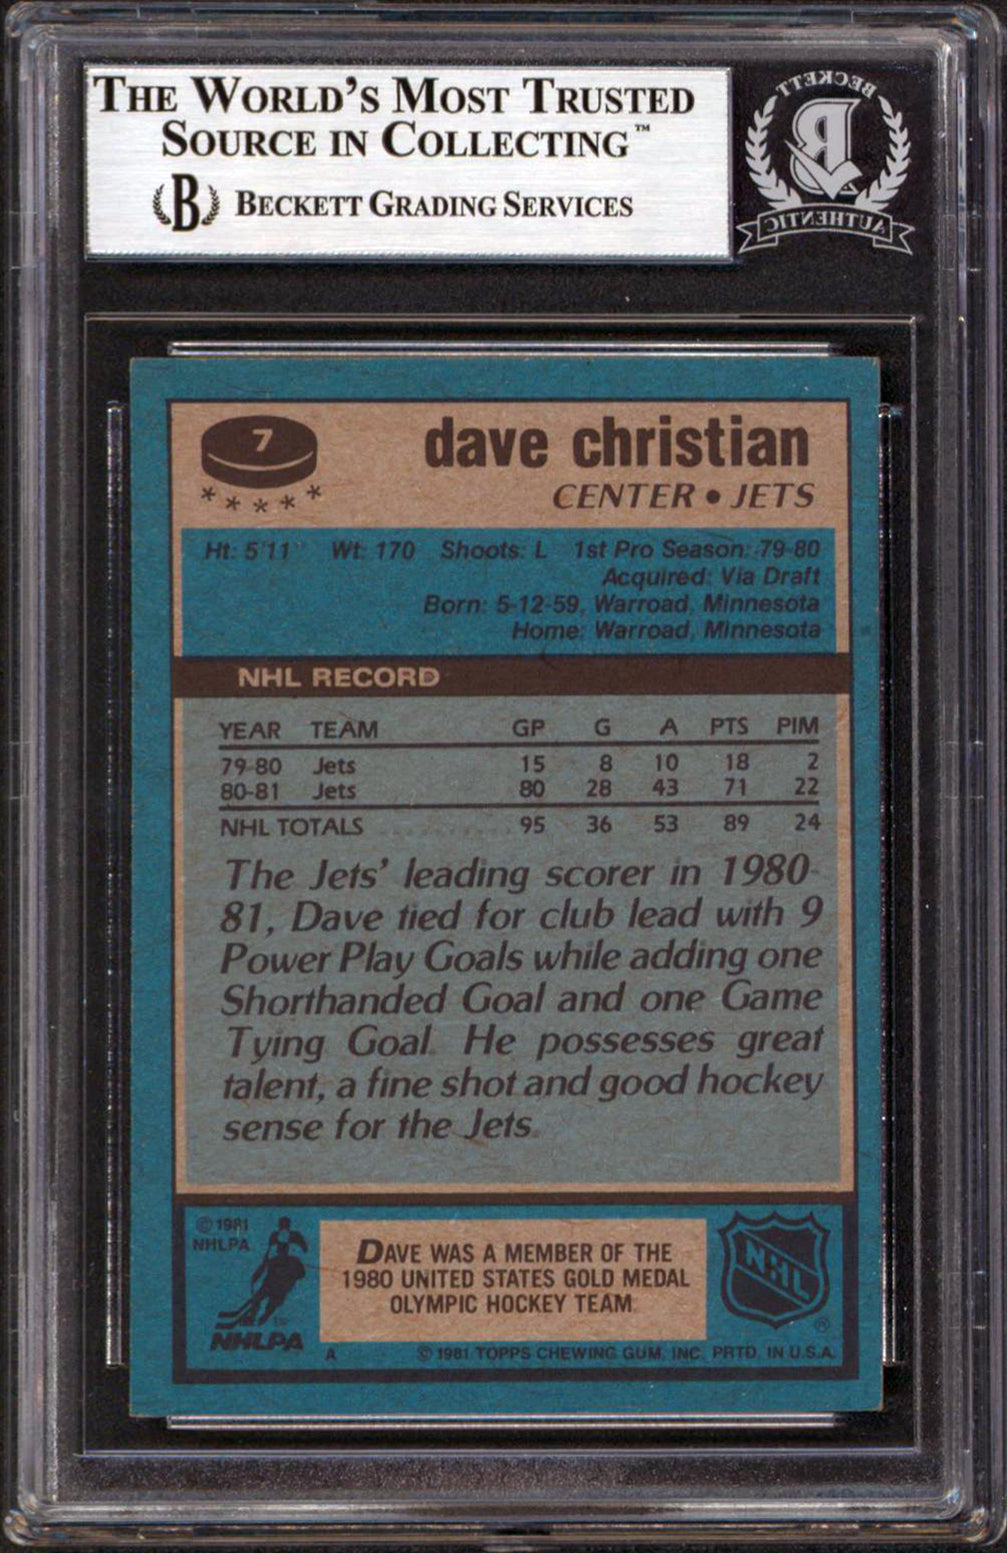 THE WORLD'S MOST TRUSTED
SOURCE IN COLLECTING™
B BECKETT GRADING SERVICES
BECKETT
B
AUTHENTIC
7
dave christian
CENTER • JETS
Ht: 5'11" Wt: 170 Shoots: L 1st Pro Season: 79-80
Acquired: Via Draft
Born: 5-12-59, Warroad, Minnesota
Home: Warroad, Minnesota
NHL RECORD
YEAR TEAM GP G A PTS PIM
79-80 Jets 15 8 10 18 2
80-81 Jets 80 28 43 71 22
NHL TOTALS 95 36 53 89 24
The Jets' leading scorer in 1980-
81, Dave tied for club lead with 9
Power Play Goals while adding one
Shorthanded Goal and one Game
Tying Goal. He possesses great
talent, a fine shot and good hockey
sense for the Jets.
© 1981
NHLPA
NHLPA
DAVE WAS A MEMBER OF THE
1980 UNITED STATES GOLD MEDAL
OLYMPIC HOCKEY TEAM
NHL
®
A © 1981 TOPPS CHEWING GUM, INC. PRTD. IN U.S.A.